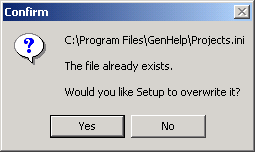 Confirm
C:\Program Files\GenHelp\Projects.ini
The file already exists.
Would you like Setup to overwrite it?
Yes
No